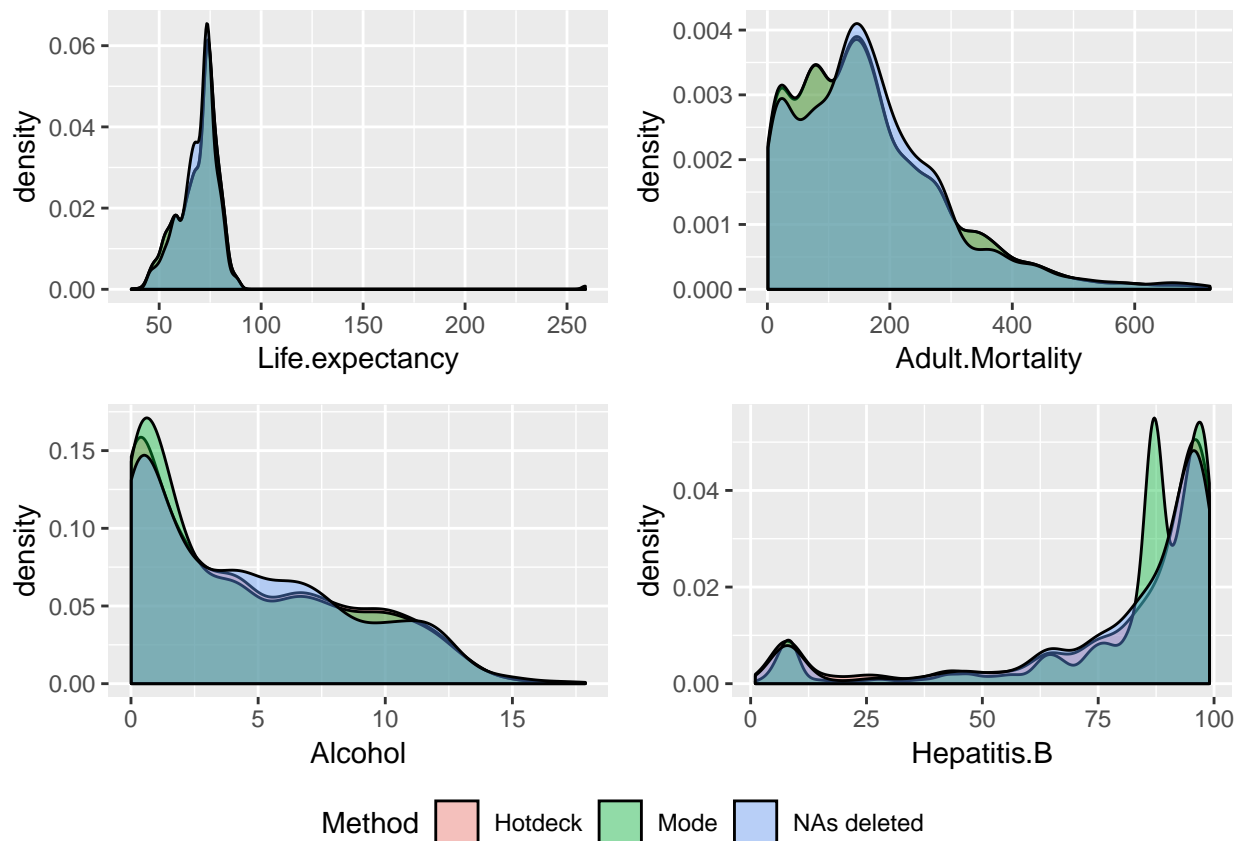 0.06
0.04
0.02
0.00
density
50 100 150 200 250
Life.expectancy
0.004
0.003
0.002
0.001
0.000
density
0 200 400 600
Adult.Mortality
0.15
0.10
0.05
0.00
density
0 5 10 15
Alcohol
0.04
0.02
0.00
density
0 25 50 75 100
Hepatitis.B
Method Hotdeck Mode NAs deleted